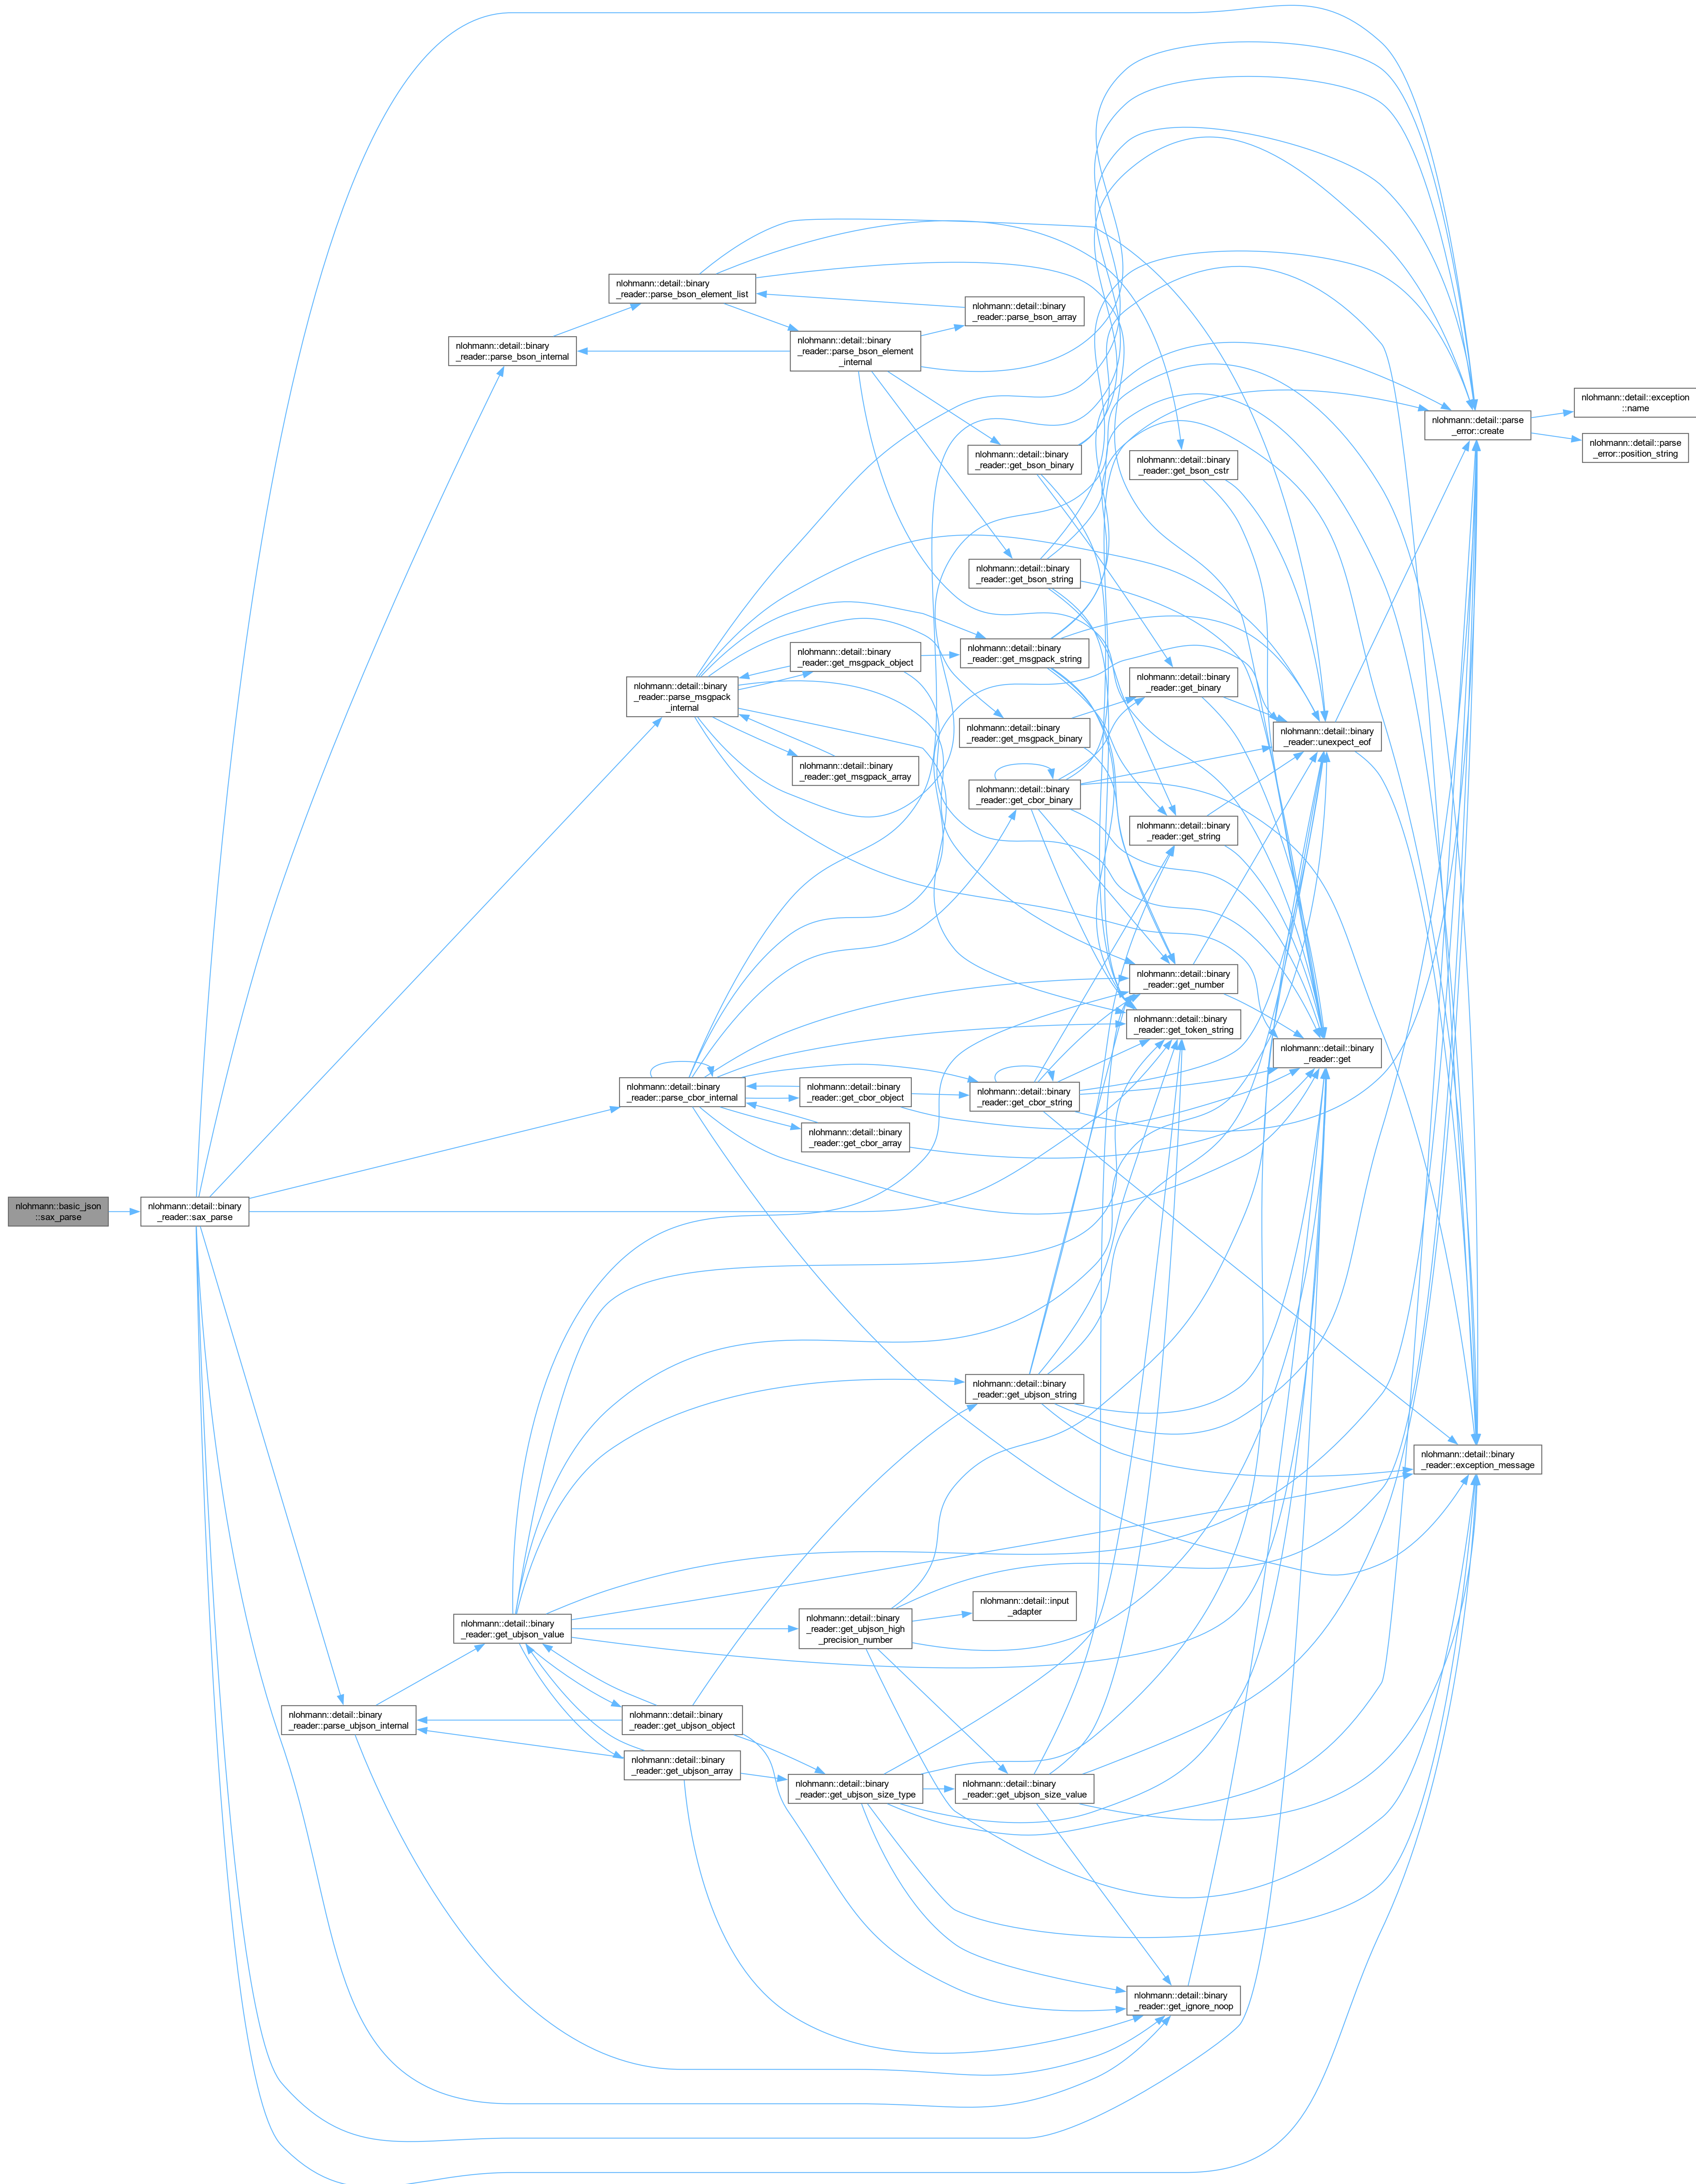 nlohmann::detail::binary
_reader::parse_bson_element_list
nlohmann::detail::binary
_reader::parse_bson_array
nlohmann::detail::binary
_reader::parse_bson_internal
nlohmann::detail::binary
_reader::parse_bson_element
_internal
nlohmann::detail::exception
::name
nlohmann::detail::parse
_error::create
nlohmann::detail::parse
_error::position_string
nlohmann::detail::binary
_reader::get_bson_binary
nlohmann::detail::binary
_reader::get_bson_cstr
nlohmann::detail::binary
_reader::get_bson_string
nlohmann::detail::binary
_reader::get_msgpack_object
nlohmann::detail::binary
_reader::get_msgpack_string
nlohmann::detail::binary
_reader::parse_msgpack
_internal
nlohmann::detail::binary
_reader::get_binary
nlohmann::detail::binary
_reader::get_msgpack_binary
nlohmann::detail::binary
_reader::unexpect_eof
nlohmann::detail::binary
_reader::get_msgpack_array
nlohmann::detail::binary
_reader::get_cbor_binary
nlohmann::detail::binary
_reader::get_string
nlohmann::detail::binary
_reader::get_number
nlohmann::detail::binary
_reader::get_token_string
nlohmann::detail::binary
_reader::get
nlohmann::detail::binary
_reader::parse_cbor_internal
nlohmann::detail::binary
_reader::get_cbor_object
nlohmann::detail::binary
_reader::get_cbor_string
nlohmann::detail::binary
_reader::get_cbor_array
nlohmann::basic_json
::sax_parse
nlohmann::detail::binary
_reader::sax_parse
nlohmann::detail::binary
_reader::get_ubjson_string
nlohmann::detail::binary
_reader::exception_message
nlohmann::detail::input
_adapter
nlohmann::detail::binary
_reader::get_ubjson_value
nlohmann::detail::binary
_reader::get_ubjson_high
_precision_number
nlohmann::detail::binary
_reader::parse_ubjson_internal
nlohmann::detail::binary
_reader::get_ubjson_object
nlohmann::detail::binary
_reader::get_ubjson_array
nlohmann::detail::binary
_reader::get_ubjson_size_type
nlohmann::detail::binary
_reader::get_ubjson_size_value
nlohmann::detail::binary
_reader::get_ignore_noop